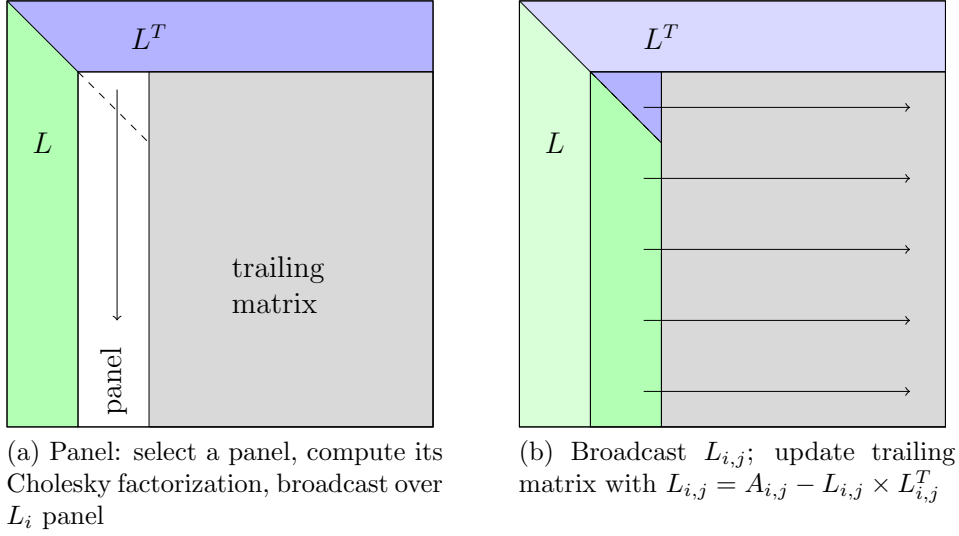 L^T
L
trailing
matrix
panel
(a) Panel: select a panel, compute its
Cholesky factorization, broadcast over
L_i panel
L^T
L
(b) Broadcast L_{i,j}; update trailing
matrix with L_{i,j} = A_{i,j} − L_{i,j} × L_{i,j}^T